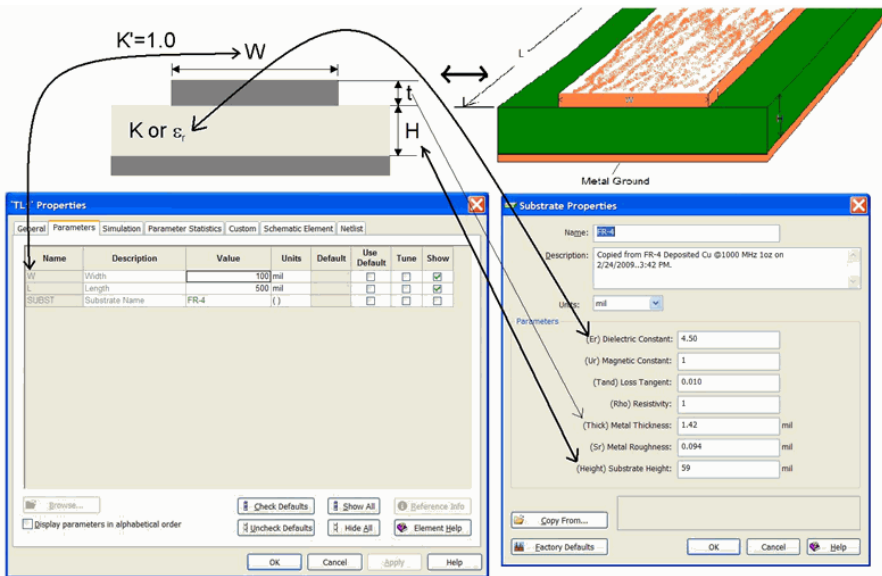 K'=1.0
W
t
K or εr
H
L
L
W
H
Metal Ground
'TL1' Properties
General Parameters Simulation Parameter Statistics Custom Schematic Element Netlist
Name Description Value Units Default Use Default Tune Show
W Width 100 mil
L Length 500 mil
SUBST Substrate Name FR-4 ( )
Browse...
Display parameters in alphabetical order
Check Defaults Show All Reference Info
Uncheck Defaults Hide All Element Help
OK Cancel Apply Help
Substrate Properties
Name: FR-4
Description: Copied from FR-4 Deposited Cu @1000 MHz 1oz on
2/24/2009..3:42 PM.
Units: mil
Parameters
(Er) Dielectric Constant: 4.50
(Ur) Magnetic Constant: 1
(Tand) Loss Tangent: 0.010
(Rho) Resistivity: 1
(Thick) Metal Thickness: 1.42 mil
(Sr) Metal Roughness: 0.094 mil
(Height) Substrate Height: 59 mil
Copy From...
Factory Defaults OK Cancel Help